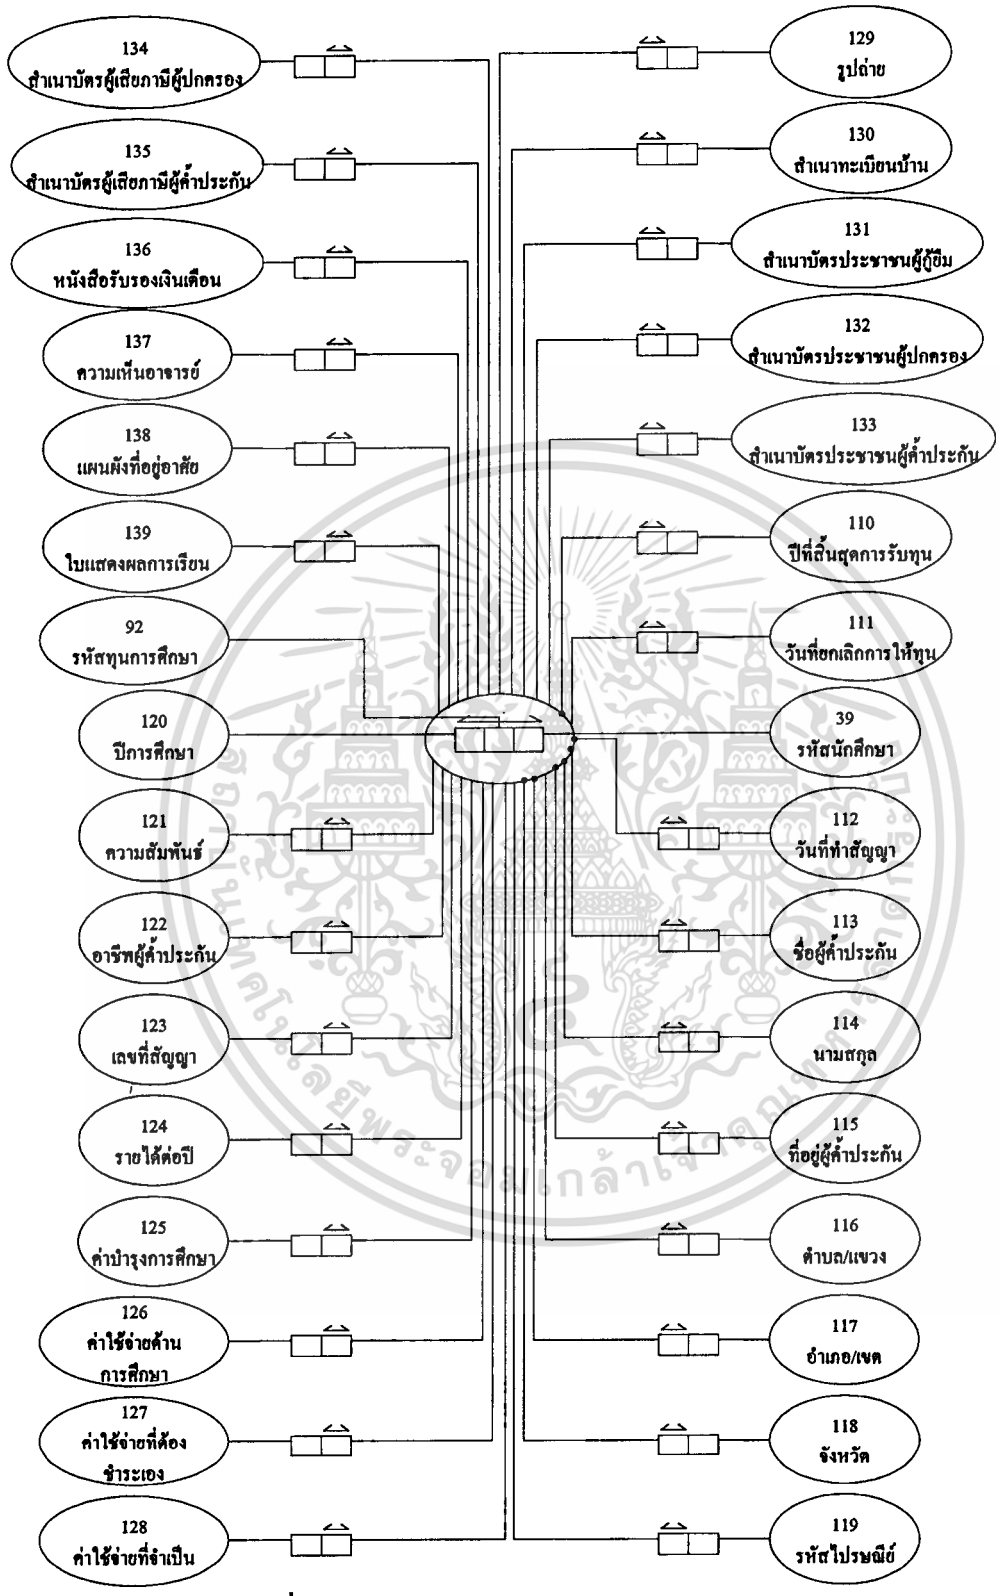 134
สำเนาบัตรผู้เสียภาษีผู้ปกครอง
135
สำเนาบัตรผู้เสียภาษีผู้ค้ำประกัน
136
หนังสือรับรองเงินเดือน
137
ความเห็นอาจารย์
138
แผนผังที่อยู่อาศัย
139
ใบแสดงผลการเรียน
92
รหัสทุนการศึกษา
120
ปีการศึกษา
121
ความสัมพันธ์
122
อาชีพผู้ค้ำประกัน
123
เลขที่สัญญา
124
รายได้ต่อปี
125
ค่าบำรุงการศึกษา
126
ค่าใช้จ่ายด้าน
การศึกษา
127
ค่าใช้จ่ายที่ต้อง
ชำระเอง
128
ค่าใช้จ่ายที่จำเป็น
129
รูปถ่าย
130
สำเนาทะเบียนบ้าน
131
สำเนาบัตรประชาชนผู้กู้ยืม
132
สำเนาบัตรประชาชนผู้ปกครอง
133
สำเนาบัตรประชาชนผู้ค้ำประกัน
110
ปีที่สิ้นสุดการรับทุน
111
วันที่ยกเลิกการให้ทุน
39
รหัสนักศึกษา
112
วันที่ทำสัญญา
113
ชื่อผู้ค้ำประกัน
114
นามสกุล
115
ที่อยู่ผู้ค้ำประกัน
116
ตำบล/แขวง
117
อำเภอ/เขต
118
จังหวัด
119
รหัสไปรษณีย์